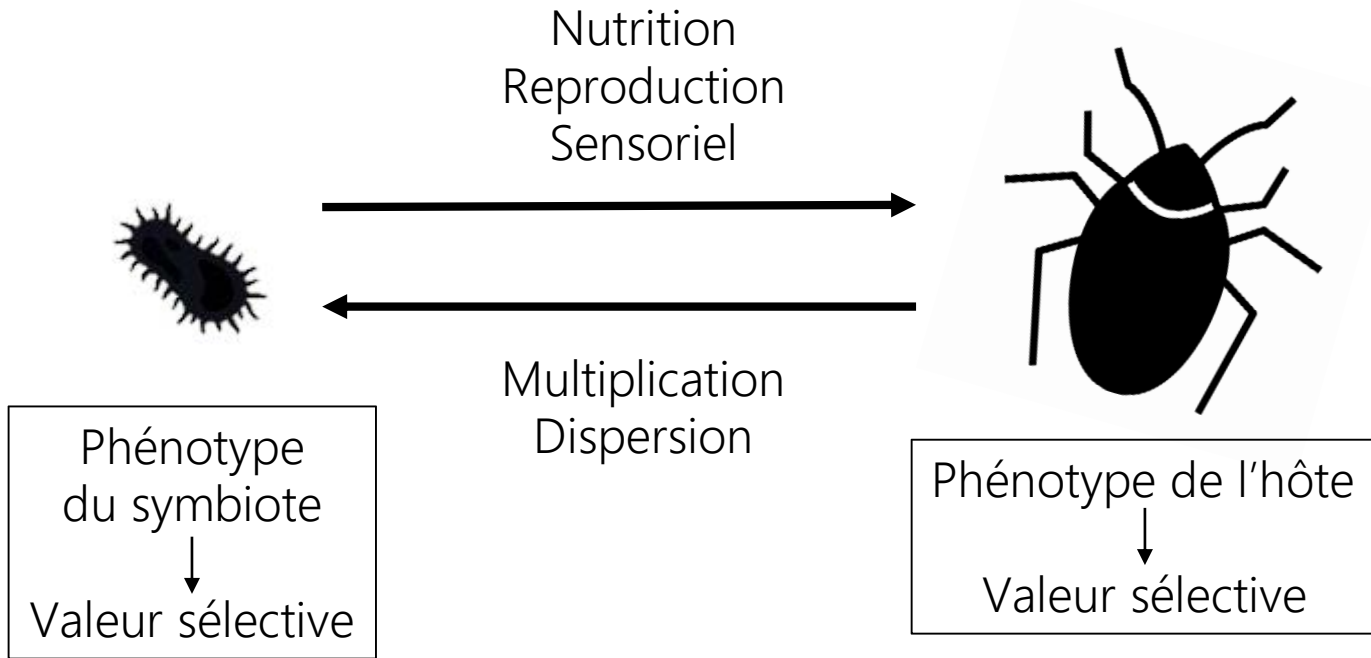 Nutrition
Reproduction
Sensoriel
Multiplication
Dispersion
Phénotype
du symbiote
Valeur sélective
Phénotype de l’hôte
Valeur sélective